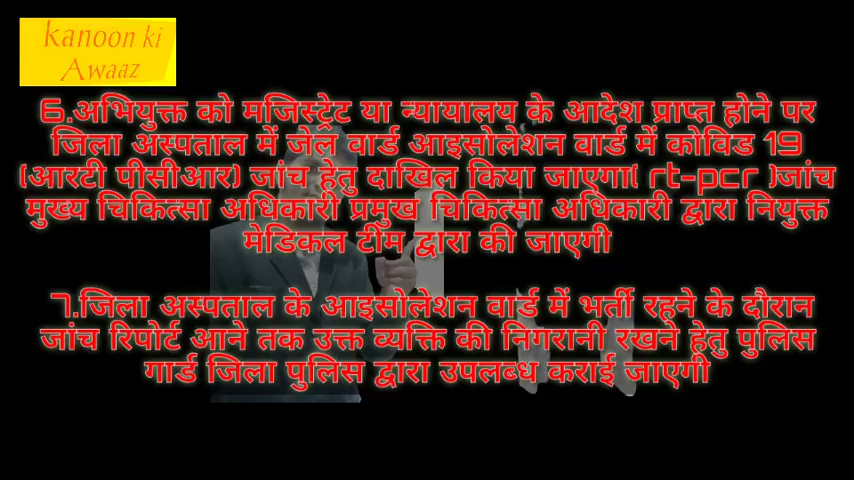 kanoon ki
Awaaz
6.अभियुक्त को मजिस्ट्रेट या न्यायालय के आदेश प्राप्त होने पर
जिला अस्पताल में जेल वार्ड आइसोलेशन वार्ड में कोविड 19
(आरटी पीसीआर) जांच हेतु दाखिल किया जाएगा( rt-pcr )जांच
मुख्य चिकित्सा अधिकारी प्रमुख चिकित्सा अधिकारी द्वारा नियुक्त
मेडिकल टीम द्वारा की जाएगी
7.जिला अस्पताल के आइसोलेशन वार्ड में भर्ती रहने के दौरान
जांच रिपोर्ट आने तक उक्त व्यक्ति की निगरानी रखने हेतु पुलिस
गार्ड जिला पुलिस द्वारा उपलब्ध कराई जाएगी